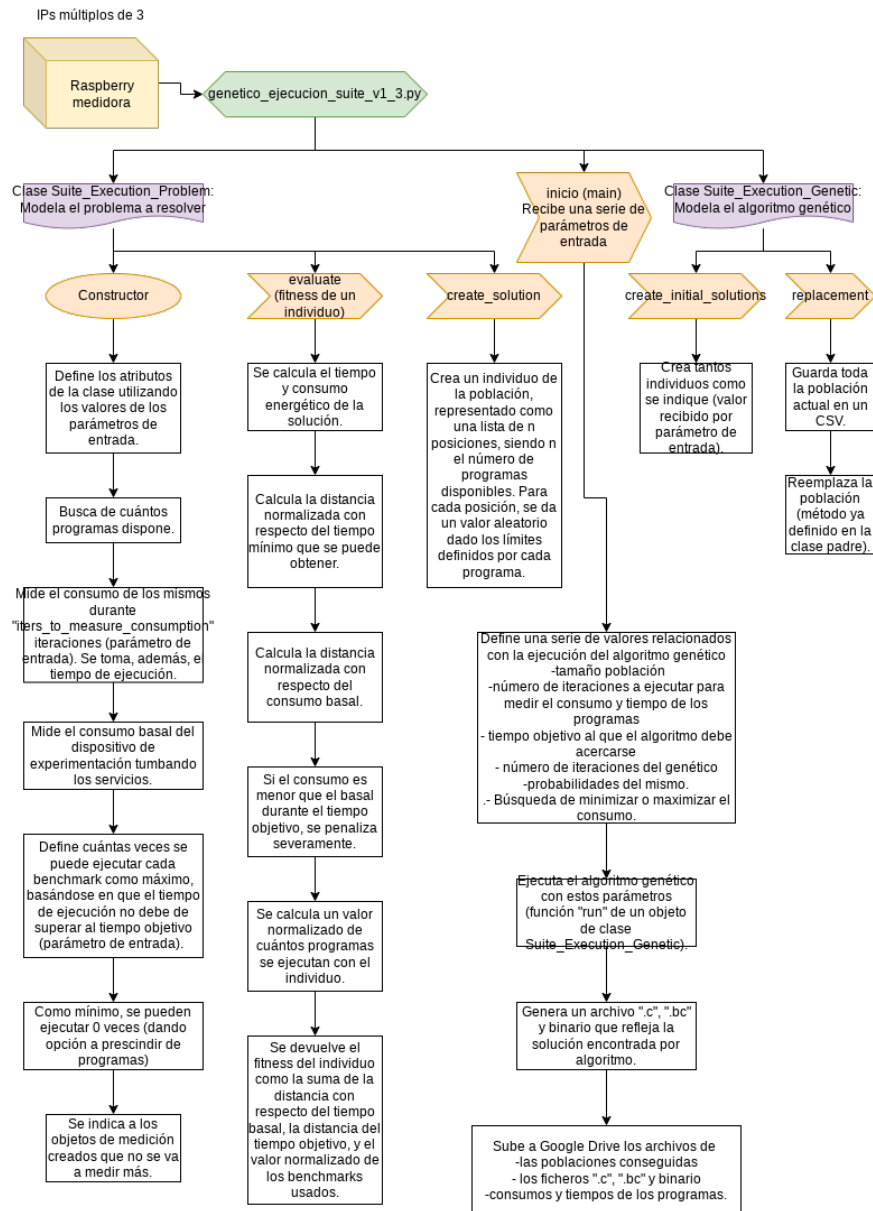 IPs múltiplos de 3
Raspberry
medidora
genetico_ejecucion_suite_v1_3.py
Clase Suite_Execution_Problem:
Modela el problema a resolver
inicio (main)
Recibe una serie de
parámetros de
entrada
Clase Suite_Execution_Genetic:
Modela el algoritmo genético
Constructor
evaluate
(fitness de un
individuo)
create_solution
create_initial_solutions
replacement
Define los atributos
de la clase utilizando
los valores de los
parámetros de
entrada.
Busca de cuántos
programas dispone.
Mide el consumo de los mismos
durante
"iters_to_measure_consumption"
iteraciones (parámetro de
entrada). Se toma, además, el
tiempo de ejecución.
Mide el consumo basal del
dispositivo de
experimentación tumbando
los servicios.
Define cuántas veces se
puede ejecutar cada
benchmark como máximo,
basándose en que el tiempo
de ejecución no debe de
superar al tiempo objetivo
(parámetro de entrada).
Como mínimo, se pueden
ejecutar 0 veces (dando
opción a prescindir de
programas)
Se indica a los
objetos de medición
creados que no se va
a medir más.
Se calcula el tiempo
y consumo
energético de la
solución.
Calcula la distancia
normalizada con
respecto del tiempo
mínimo que se puede
obtener.
Calcula la distancia
normalizada con
respecto del
consumo basal.
Si el consumo es
menor que el basal
durante el tiempo
objetivo, se penaliza
severamente.
Se calcula un valor
normalizado de
cuántos programas
se ejecutan con el
individuo.
Se devuelve el
fitness del individuo
como la suma de la
distancia con
respecto del tiempo
basal, la distancia del
tiempo objetivo, y el
valor normalizado de
los benchmarks
usados.
Crea un individuo de
la población,
representado como
una lista de n
posiciones, siendo n
el número de
programas
disponibles. Para
cada posición, se da
un valor aleatorio
dado los límites
definidos por cada
programa.
Define una serie de valores relacionados
con la ejecución del algoritmo genético
-tamaño población
-número de iteraciones a ejecutar para
medir el consumo y tiempo de los
programas
- tiempo objetivo al que el algoritmo debe
acercarse
- número de iteraciones del genético
-probabilidades del mismo.
.- Búsqueda de minimizar o maximizar el
consumo.
Ejecuta el algoritmo genético
con estos parámetros
(función "run" de un objeto
de clase
Suite_Execution_Genetic).
Genera un archivo ".c", ".bc"
y binario que refleja la
solución encontrada por
algoritmo.
Sube a Google Drive los archivos de
-las poblaciones conseguidas
- los ficheros ".c", ".bc" y binario
-consumos y tiempos de los programas.
Crea tantos
individuos como
se indique (valor
recibido por
parámetro de
entrada).
Guarda toda
la población
actual en un
CSV.
Reemplaza la
población
(método ya
definido en la
clase padre).